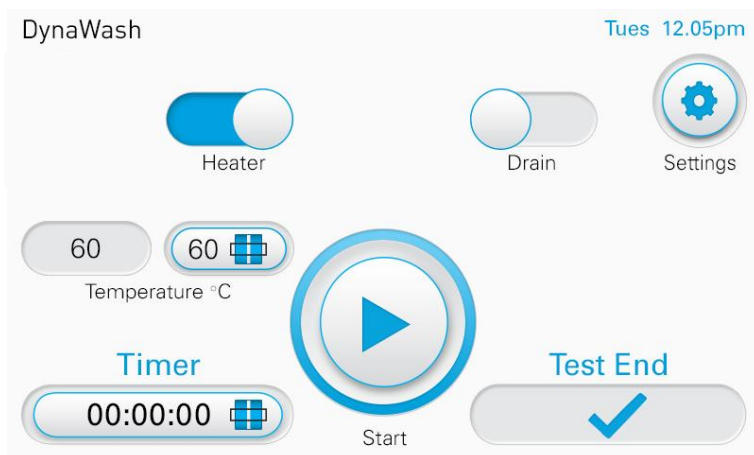 DynaWash
Tues 12.05pm
Heater
Drain
Settings
60
60
Temperature °C
Timer
Test End
00:00:00
Start